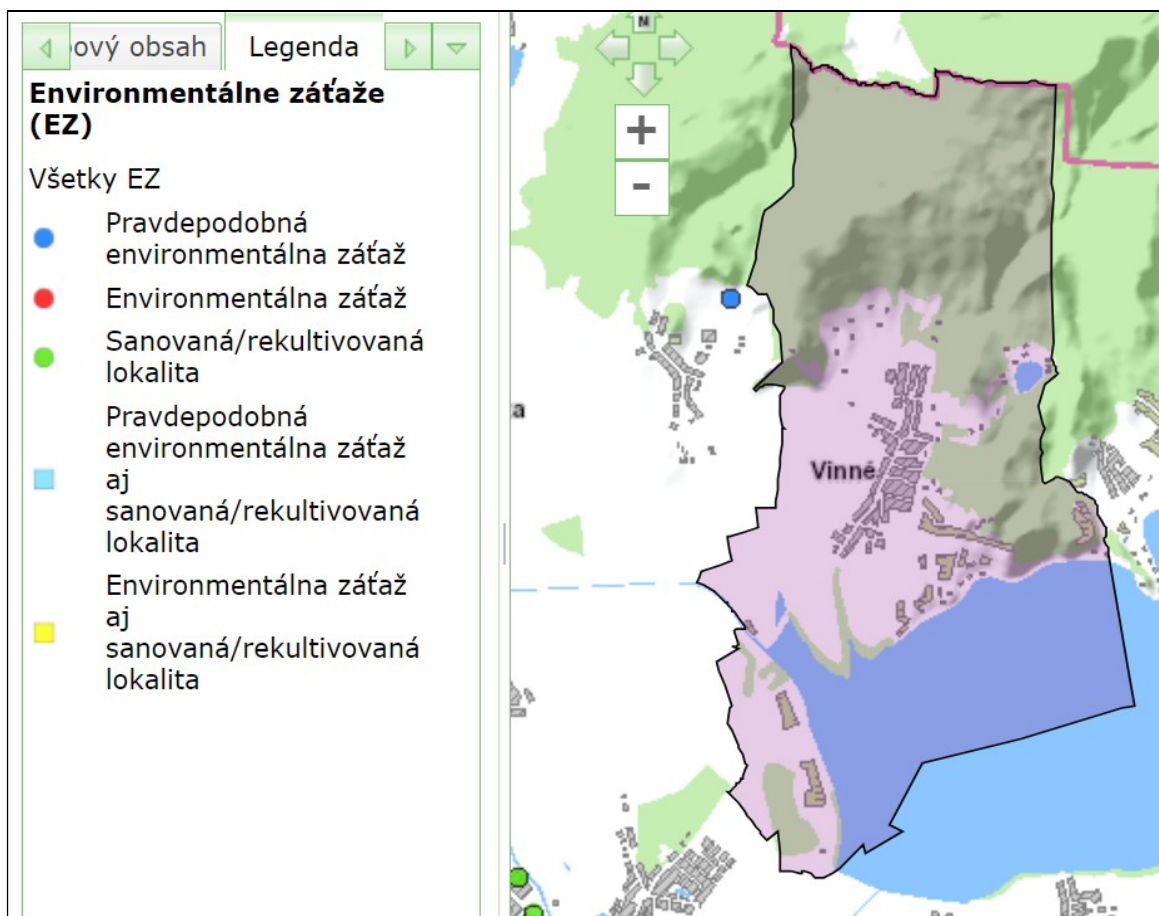 ový obsah
Legenda
Environmentálne záťaže
(EZ)
Všetky EZ
Pravdepodobná
environmentálna záťaž
Environmentálna záťaž
Sanovaná/rekultivovaná
lokalita
Pravdepodobná
environmentálna záťaž
aj
sanovaná/rekultivovaná
lokalita
Environmentálna záťaž
aj
sanovaná/rekultivovaná
lokalita
N
+
-
a
Vinné